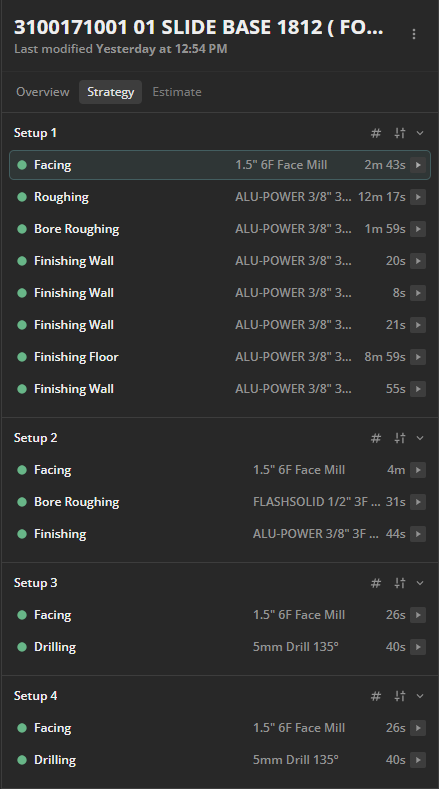 3100171001 01 SLIDE BASE 1812 ( FO...
Last modified Yesterday at 12:54 PM
Overview Strategy Estimate
Setup 1 #
Facing 1.5" 6F Face Mill 2m 43s
Roughing ALU-POWER 3/8" 3... 12m 17s
Bore Roughing ALU-POWER 3/8" 3... 1m 59s
Finishing Wall ALU-POWER 3/8" 3... 20s
Finishing Wall ALU-POWER 3/8" 3... 8s
Finishing Wall ALU-POWER 3/8" 3... 21s
Finishing Floor ALU-POWER 3/8" 3... 8m 59s
Finishing Wall ALU-POWER 3/8" 3... 55s
Setup 2 #
Facing 1.5" 6F Face Mill 4m
Bore Roughing FLASHSOLID 1/2" 3F ... 31s
Finishing ALU-POWER 3/8" 3F ... 44s
Setup 3 #
Facing 1.5" 6F Face Mill 26s
Drilling 5mm Drill 135° 40s
Setup 4 #
Facing 1.5" 6F Face Mill 26s
Drilling 5mm Drill 135° 40s